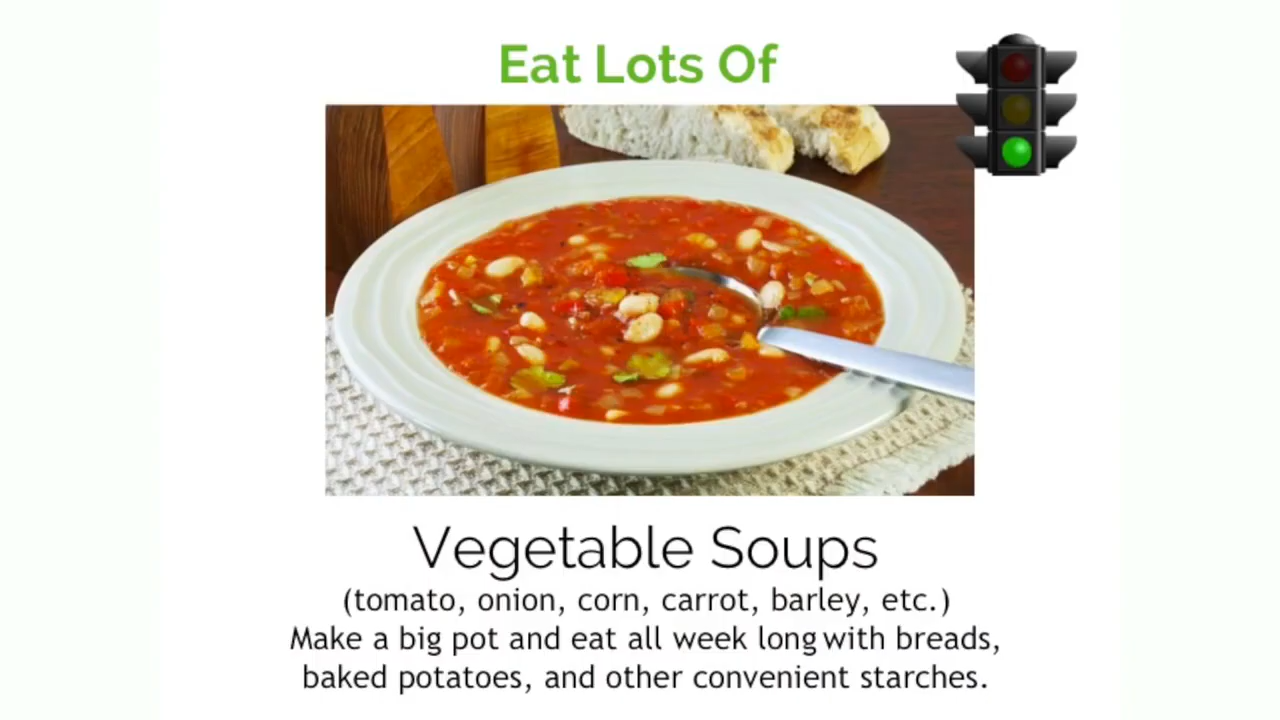 Eat Lots Of
Vegetable Soups
(tomato, onion, corn, carrot, barley, etc.)
Make a big pot and eat all week long with breads,
baked potatoes, and other convenient starches.